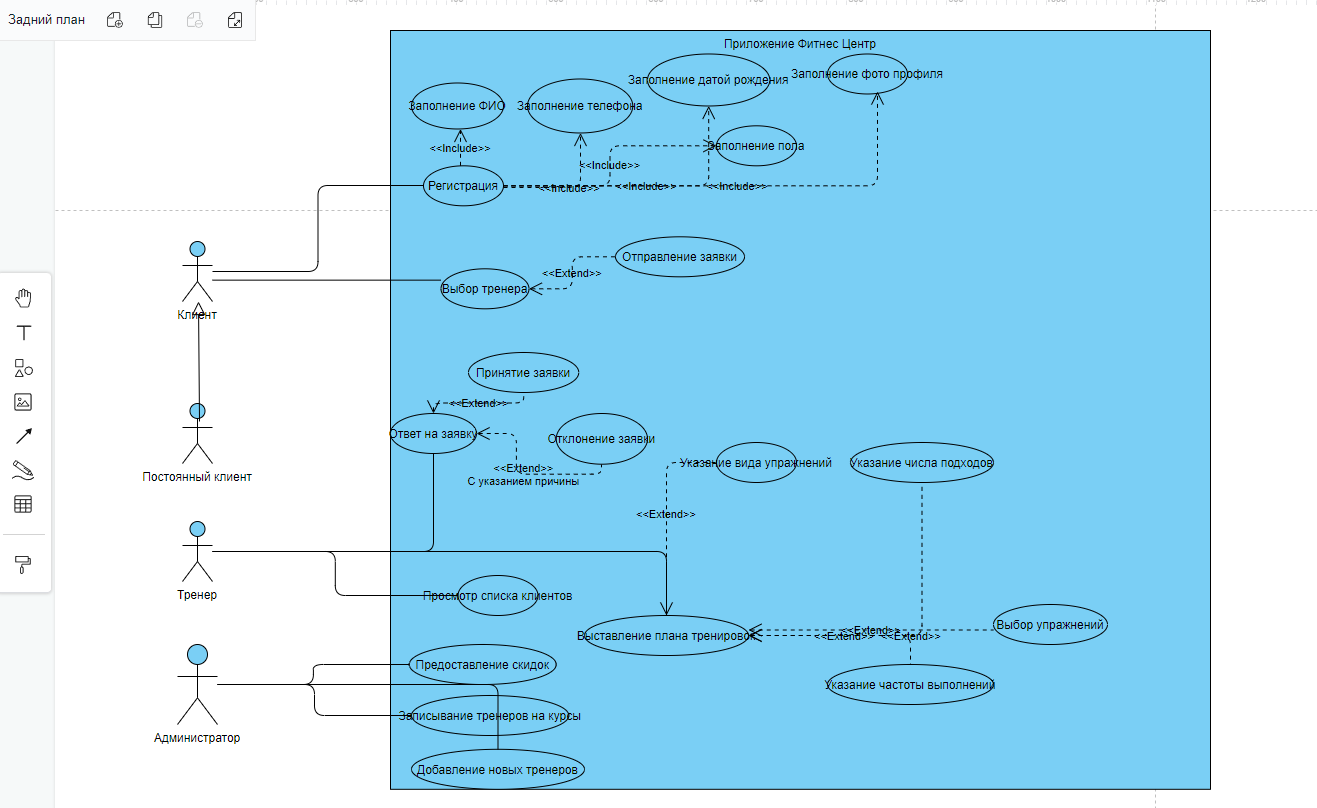 Задний план
Приложение Фитнес Центр
Заполнение ФИО
Заполнение телефона
Заполнение датой рождения
Заполнение фото профиля
<<Include>>
Заполнение пола
<<Include>>
Регистрация
<<Include>>
<<Include>>
<<Include>>
Отправление заявки
<<Extend>>
Выбор тренера
Клиент
Принятие заявки
<<Extend>>
Ответ на заявку
Отклонение заявки
<<Extend>>
С указанием причины
Указание вида упражнений
Указание числа подходов
Постоянный клиент
<<Extend>>
Тренер
Просмотр списка клиентов
Выставление плана тренировок
<<Extend>>
<<Extend>>
<<Extend>>
Выбор упражнений
Предоставление скидок
Указание частоты выполнений
Записывание тренеров на курсы
Администратор
Добавление новых тренеров